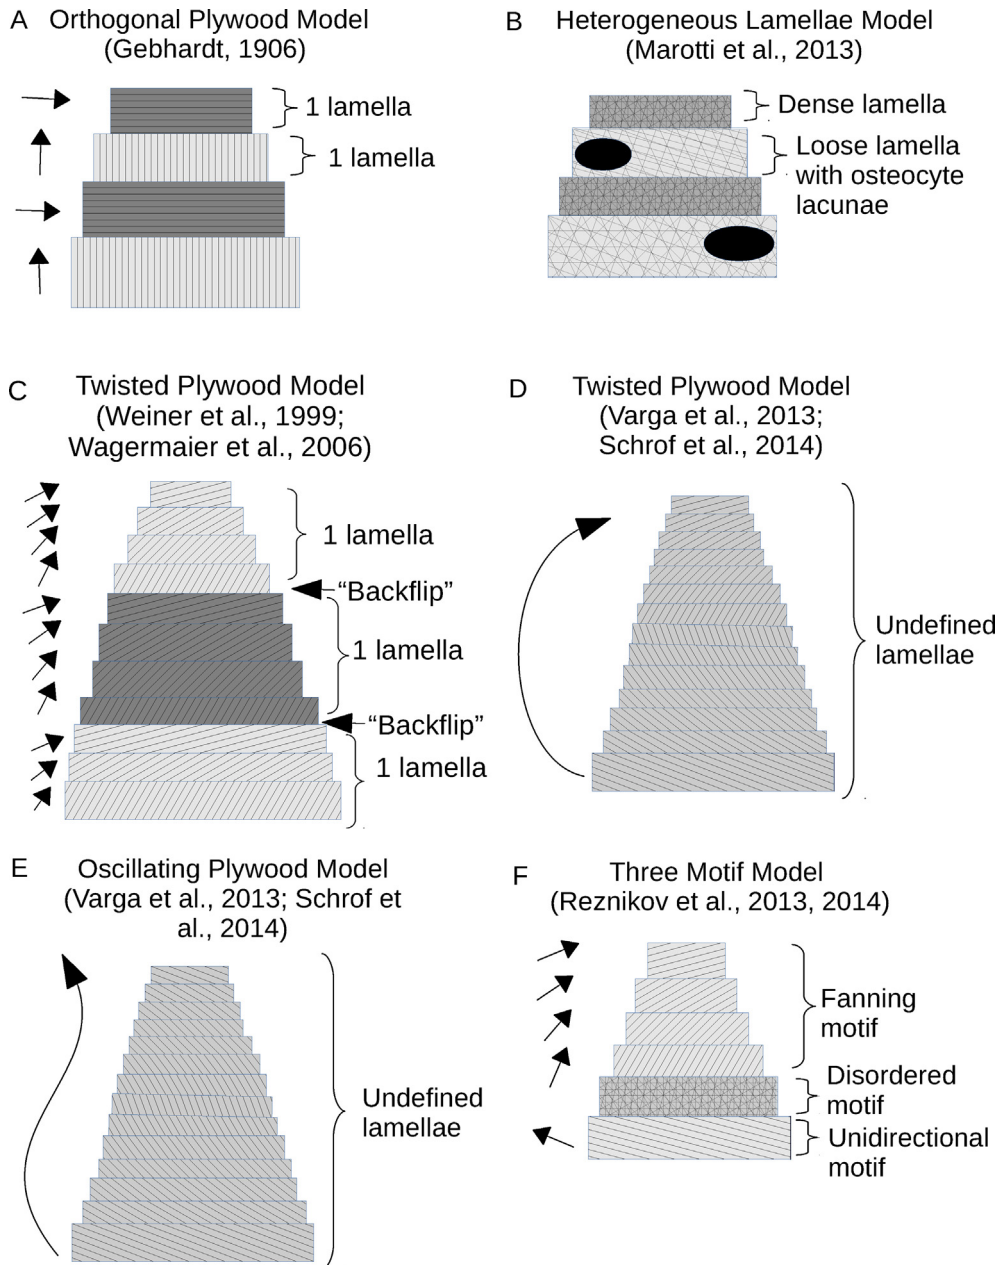 A
Orthogonal Plywood Model
(Gebhardt, 1906)
1 lamella
1 lamella
B
Heterogeneous Lamellae Model
(Marotti et al., 2013)
Dense lamella
Loose lamella
with osteocyte
lacunae
C
Twisted Plywood Model
(Weiner et al., 1999;
Wagermaier et al., 2006)
1 lamella
“Backflip”
1 lamella
“Backflip”
1 lamella
D
Twisted Plywood Model
(Varga et al., 2013;
Schrof et al., 2014)
Undefined
lamellae
E
Oscillating Plywood Model
(Varga et al., 2013; Schrof et
al., 2014)
Undefined
lamellae
F
Three Motif Model
(Reznikov et al., 2013, 2014)
Fanning
motif
Disordered
motif
Unidirectional
motif